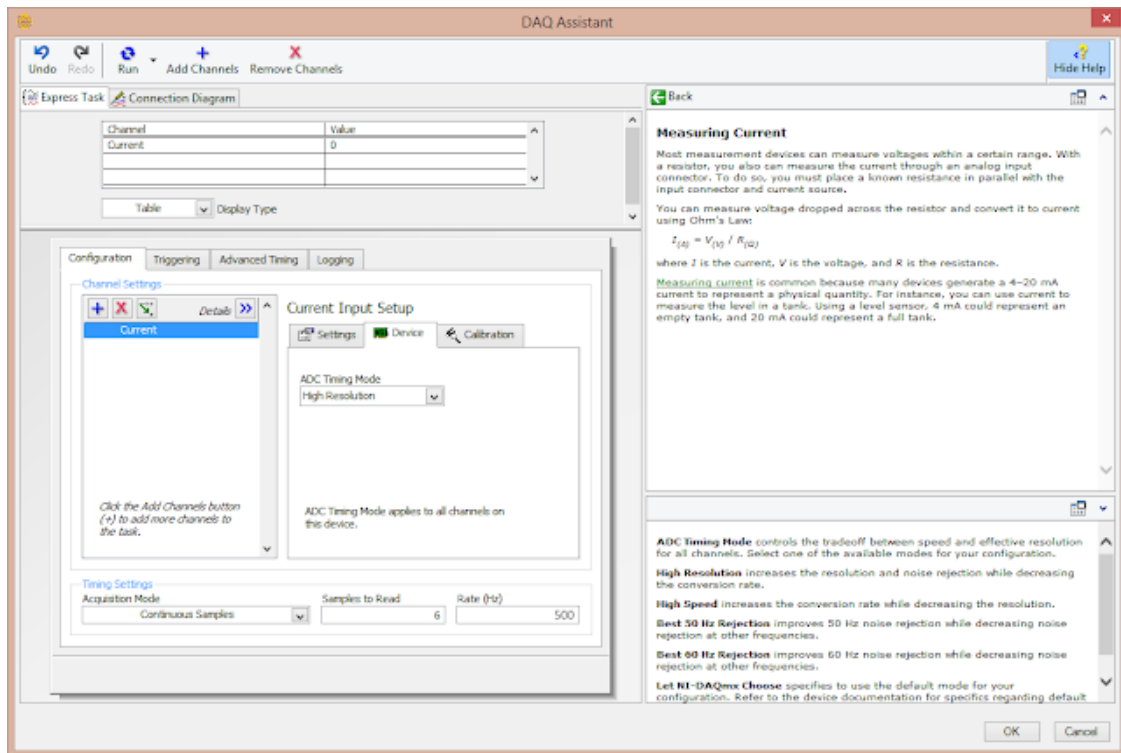 DAQ Assistant
Undo Redo Run Add Channels Remove Channels Hide Help
Express Task Connection Diagram
Channel Value
Current 0
Table Display Type
Configuration Triggering Advanced Timing Logging
Channel Settings
Details
Current
Click the Add Channels button
(+) to add more channels to
the task.
Current Input Setup
Settings Device Calibration
ADC Timing Mode
High Resolution
ADC Timing Mode applies to all channels on
this device.
Timing Settings
Acquisition Mode Samples to Read Rate (Hz)
Continuous Samples 6 500
Back
Measuring Current
Most measurement devices can measure voltages within a certain range. With
a resistor, you also can measure the current through an analog input
connector. To do so, you must place a known resistance in parallel with the
input connector and current source.
You can measure voltage dropped across the resistor and convert it to current
using Ohm's Law:
I(A) = V(V) / R(Ω)
where I is the current, V is the voltage, and R is the resistance.
Measuring current is common because many devices generate a 4–20 mA
current to represent a physical quantity. For instance, you can use current to
measure the level in a tank. Using a level sensor, 4 mA could represent an
empty tank, and 20 mA could represent a full tank.
ADC Timing Mode controls the tradeoff between speed and effective resolution
for all channels. Select one of the available modes for your configuration.
High Resolution increases the resolution and noise rejection while decreasing
the conversion rate.
High Speed increases the conversion rate while decreasing the resolution.
Best 50 Hz Rejection improves 50 Hz noise rejection while decreasing noise
rejection at other frequencies.
Best 60 Hz Rejection improves 60 Hz noise rejection while decreasing noise
rejection at other frequencies.
Let NI-DAQmx Choose specifies to use the default mode for your
configuration. Refer to the device documentation for specifics regarding default
OK Cancel